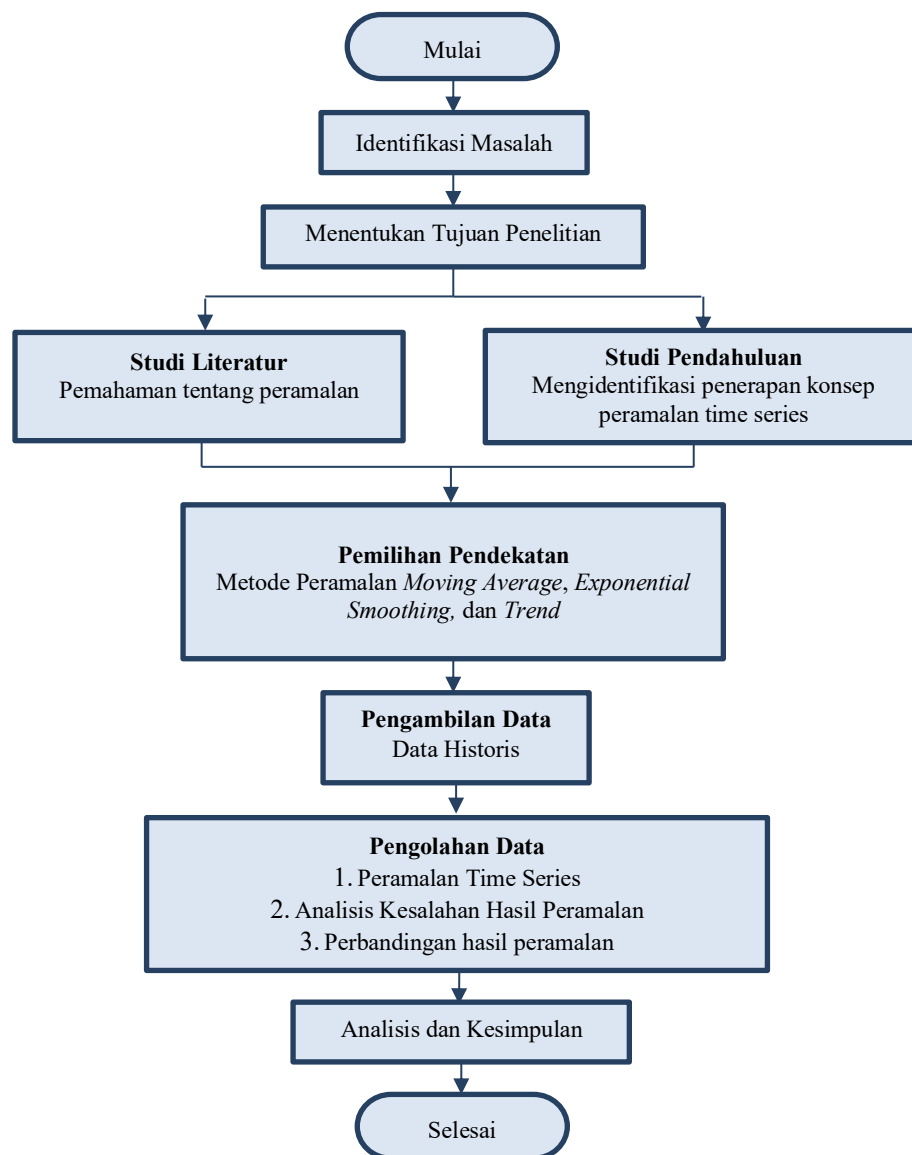 Mulai
Identifikasi Masalah
Menentukan Tujuan Penelitian
Studi Literatur
Pemahaman tentang peramalan
Studi Pendahuluan
Mengidentifikasi penerapan konsep
peramalan time series
Pemilihan Pendekatan
Metode Peramalan Moving Average, Exponential
Smoothing, dan Trend
Pengambilan Data
Data Historis
Pengolahan Data
1. Peramalan Time Series
2. Analisis Kesalahan Hasil Peramalan
3. Perbandingan hasil peramalan
Analisis dan Kesimpulan
Selesai